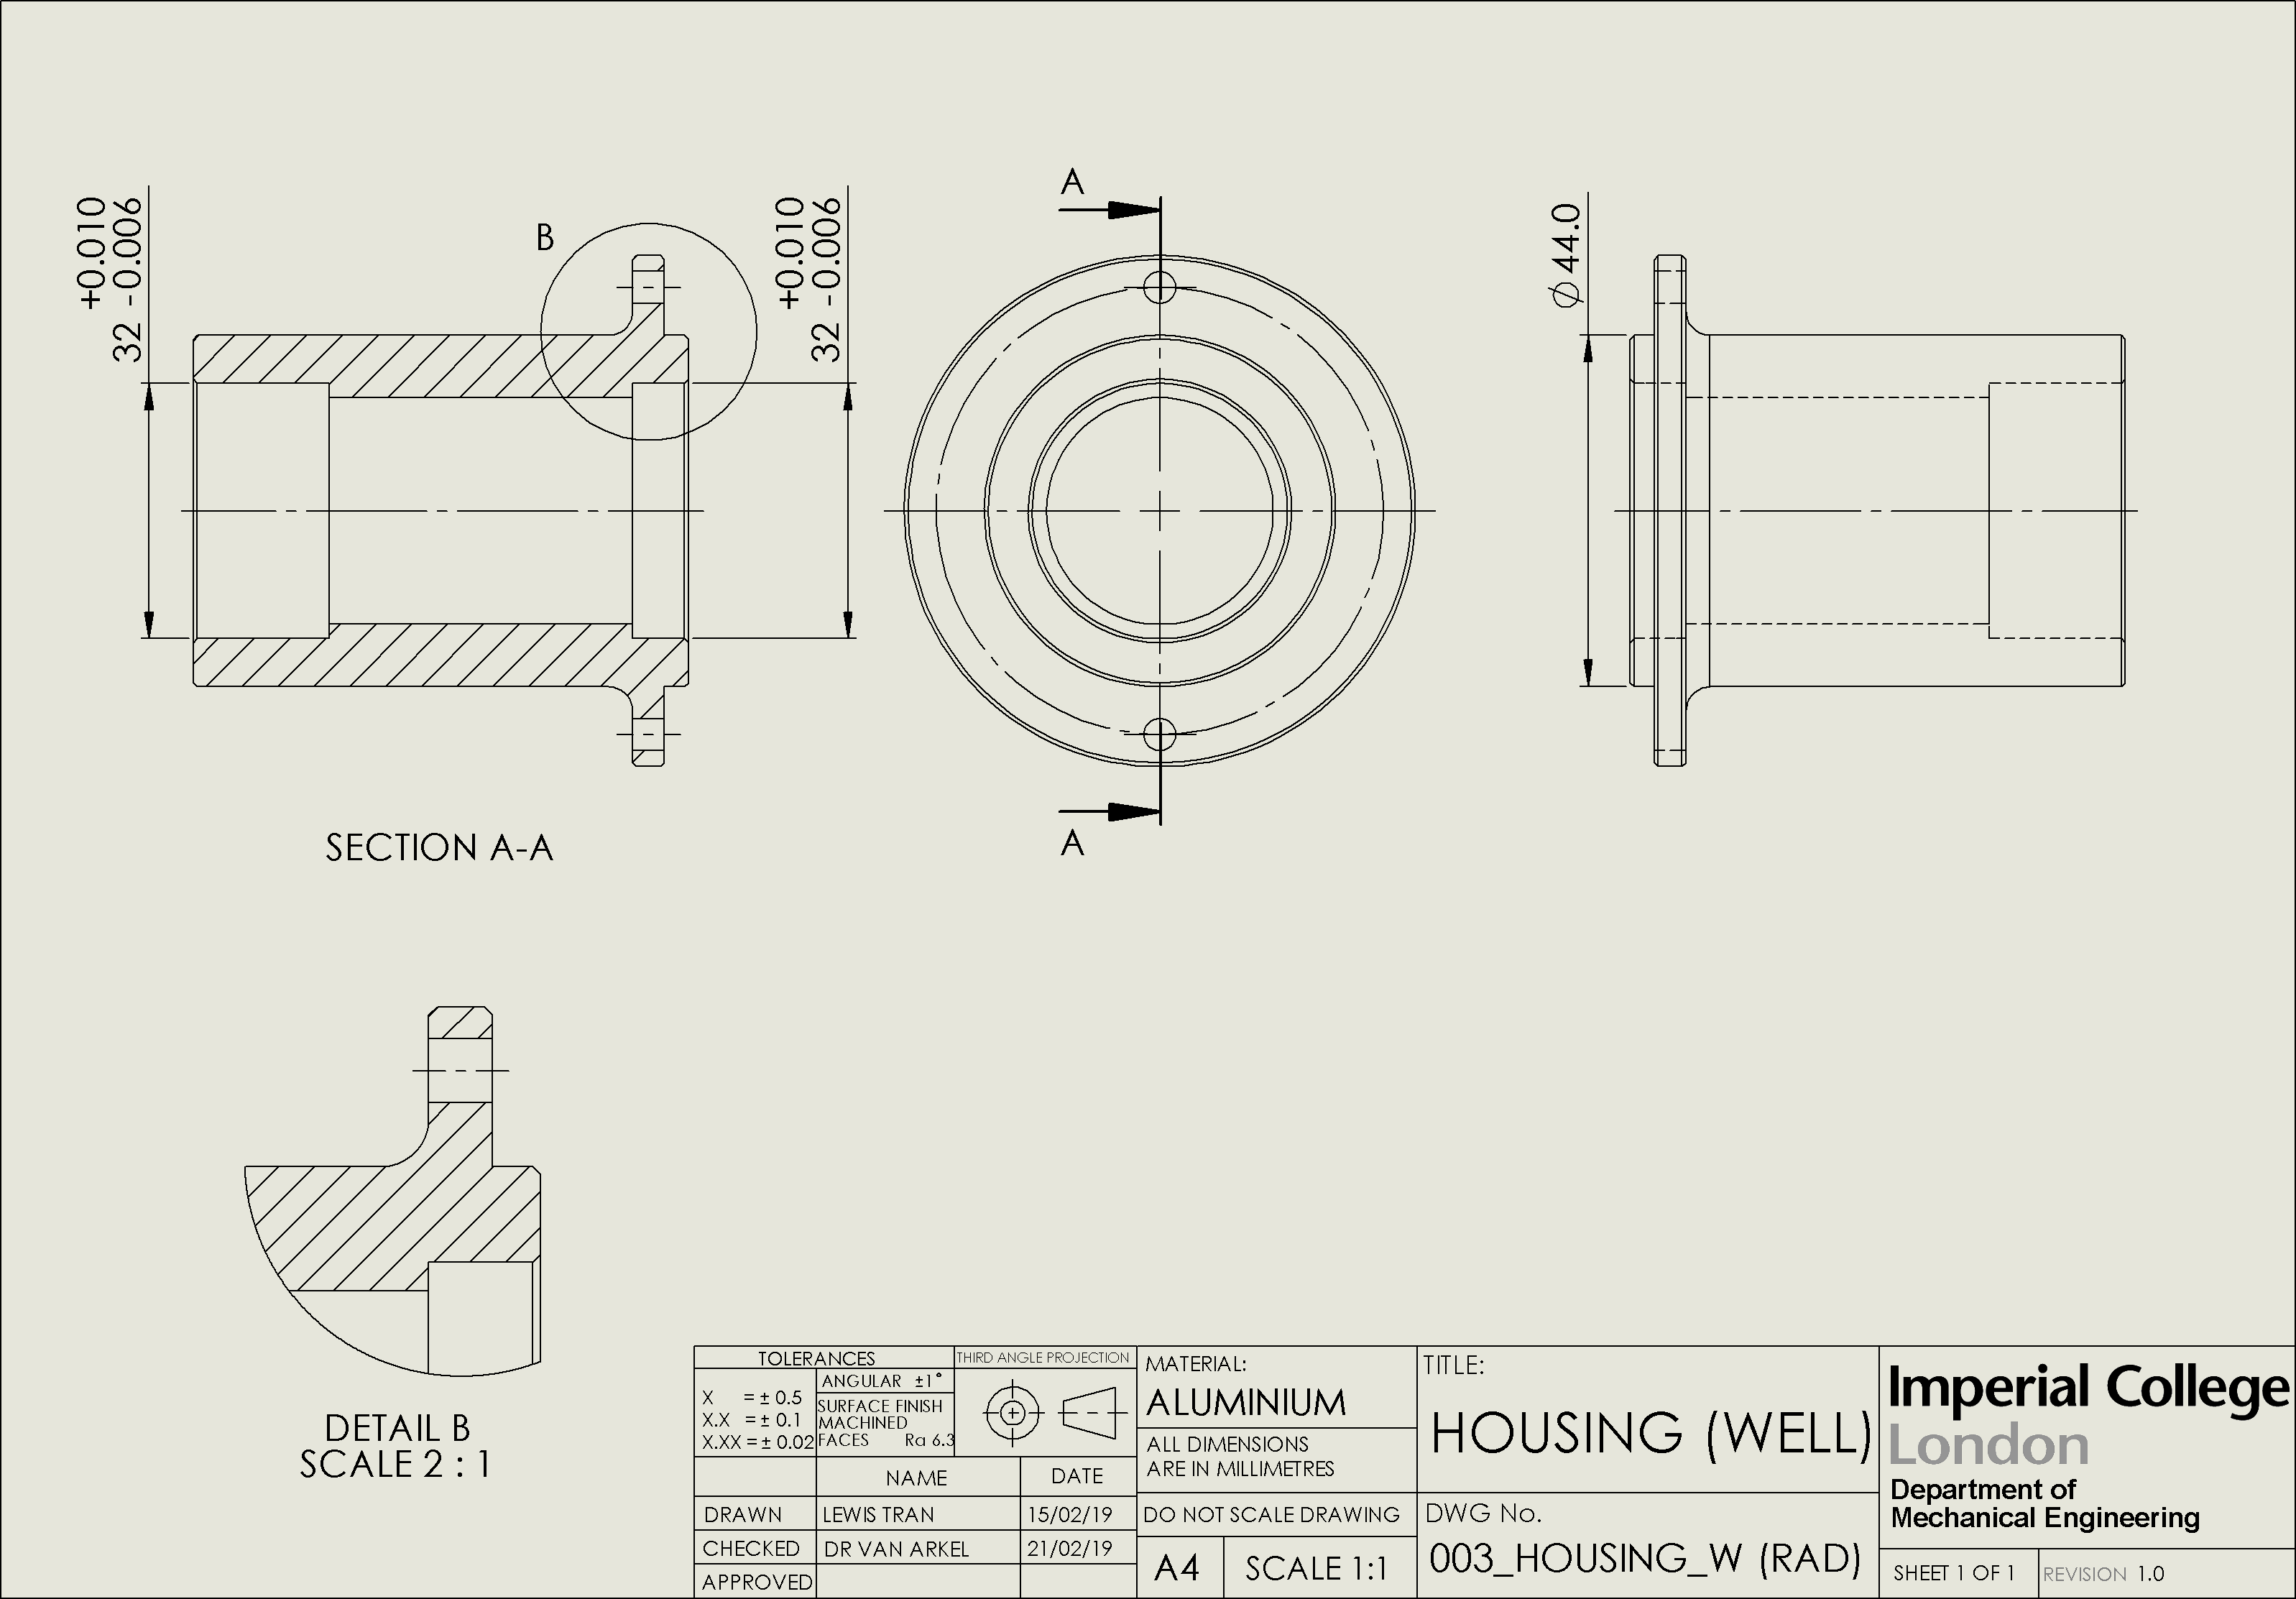 +0.010
32 -0.006
B
+0.010
32 -0.006
A
A
⌀ 44.0
SECTION A-A
DETAIL B
SCALE 2 : 1
TOLERANCES
X = ± 0.5
X.X = ± 0.1
X.XX = ± 0.02
ANGULAR ±1°
SURFACE FINISH
MACHINED
FACES Ra 6.3
THIRD ANGLE PROJECTION
NAME DATE
DRAWN LEWIS TRAN 15/02/19
CHECKED DR VAN ARKEL 21/02/19
APPROVED
MATERIAL:
ALUMINIUM
ALL DIMENSIONS
ARE IN MILLIMETRES
DO NOT SCALE DRAWING
A4 SCALE 1:1
TITLE:
HOUSING (WELL)
DWG No.
003_HOUSING_W (RAD)
Imperial College
London
Department of
Mechanical Engineering
SHEET 1 OF 1 REVISION 1.0